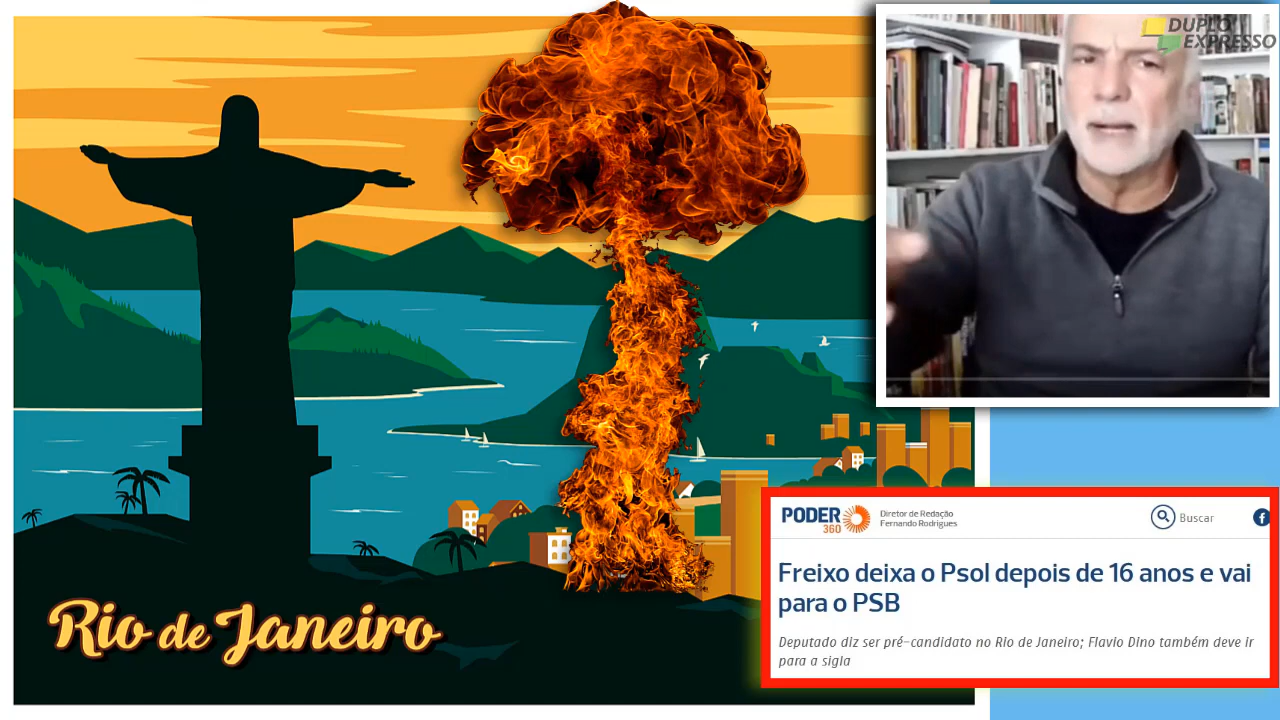 DUPLO
EXPRESSO
Rio de Janeiro
PODER
360
Diretor de Redação
Fernando Rodrigues
Buscar
f
Freixo deixa o Psol depois de 16 anos e vai
para o PSB
Deputado diz ser pré-candidato no Rio de Janeiro; Flavio Dino também deve ir
para a sigla